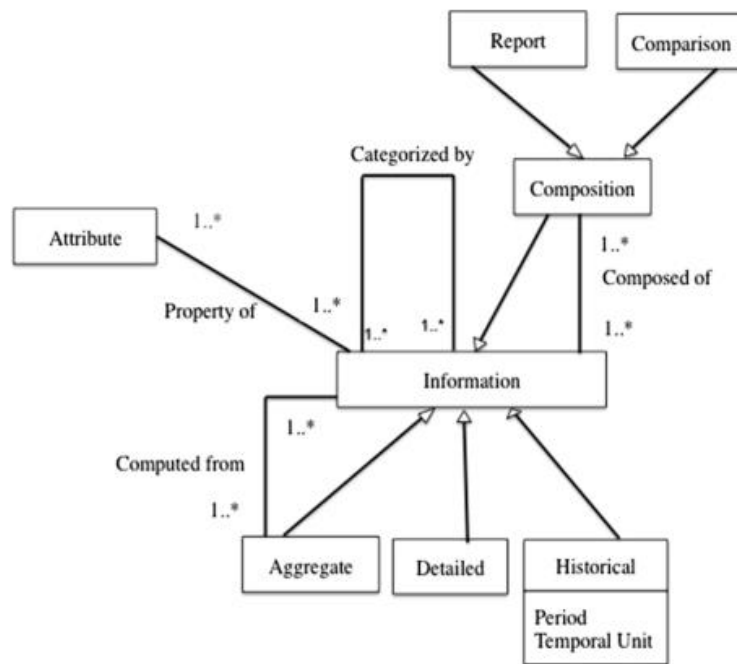 Report
Comparison
Categorized by
Composition
1..*
Attribute
1..*
Composed of
Property of
1..*
1..*
1..*
1..*
Information
1..*
Computed from
1..*
Aggregate
Detailed
Historical
Period
Temporal Unit